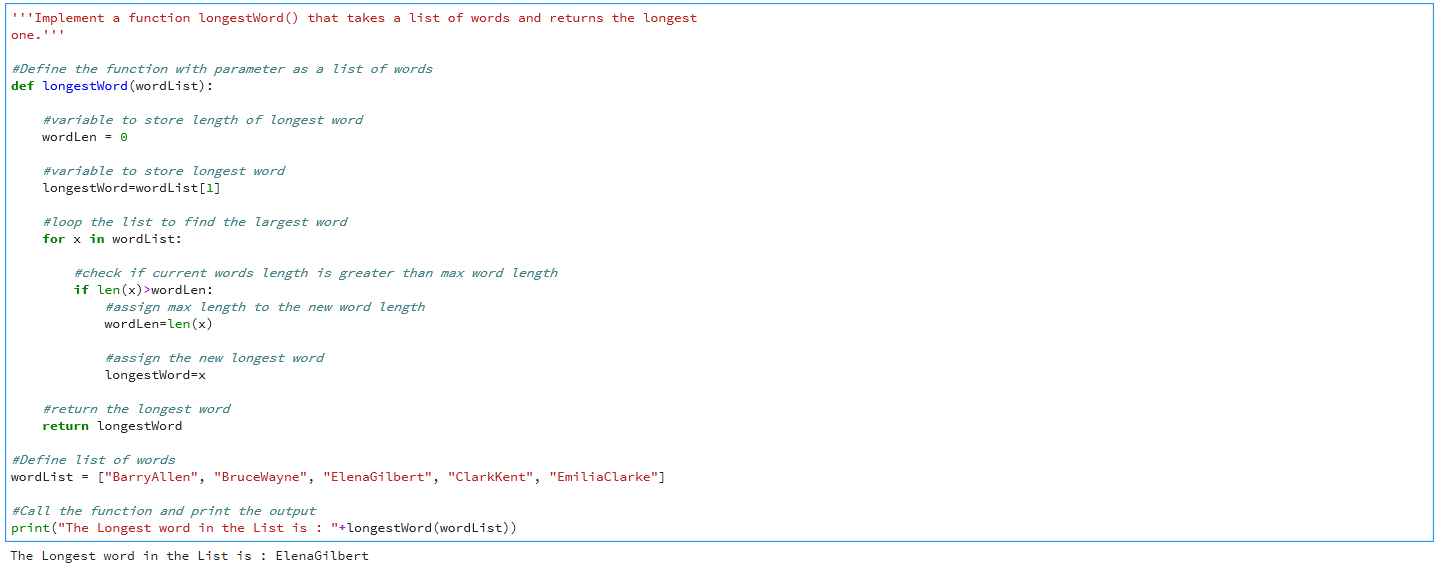 '''Implement a function longestWord() that takes a list of words and returns the longest
one.'''
#Define the function with parameter as a list of words
def longestWord(wordList):
    #variable to store length of longest word
    wordLen = 0
    #variable to store longest word
    longestWord=wordList[1]
    #loop the list to find the largest word
    for x in wordList:
        #check if current words length is greater than max word length
        if len(x)>wordLen:
            #assign max length to the new word length
            wordLen=len(x)
            #assign the new longest word
            longestWord=x
    #return the longest word
    return longestWord
#Define list of words
wordList = ["BarryAllen", "BruceWayne", "ElenaGilbert", "ClarkKent", "EmiliaClarke"]
#Call the function and print the output
print("The Longest word in the List is : "+longestWord(wordList))
The Longest word in the List is : ElenaGilbert